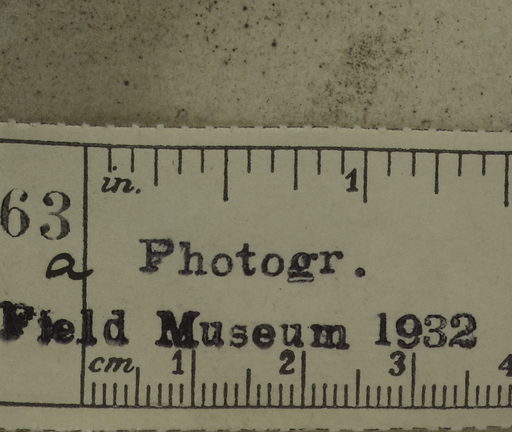 in. 1
63
a Photogr.
Field Museum 1932
cm 1 2 3 4